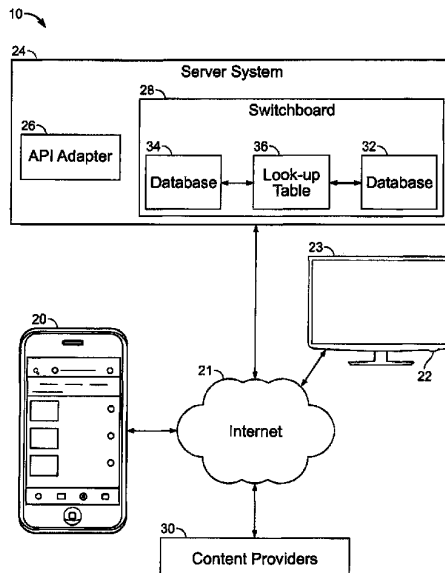 10
24
Server System
28
Switchboard
26
API Adapter
34
Database
36
Look-up
Table
32
Database
23
20
21
Internet
22
30
Content Providers